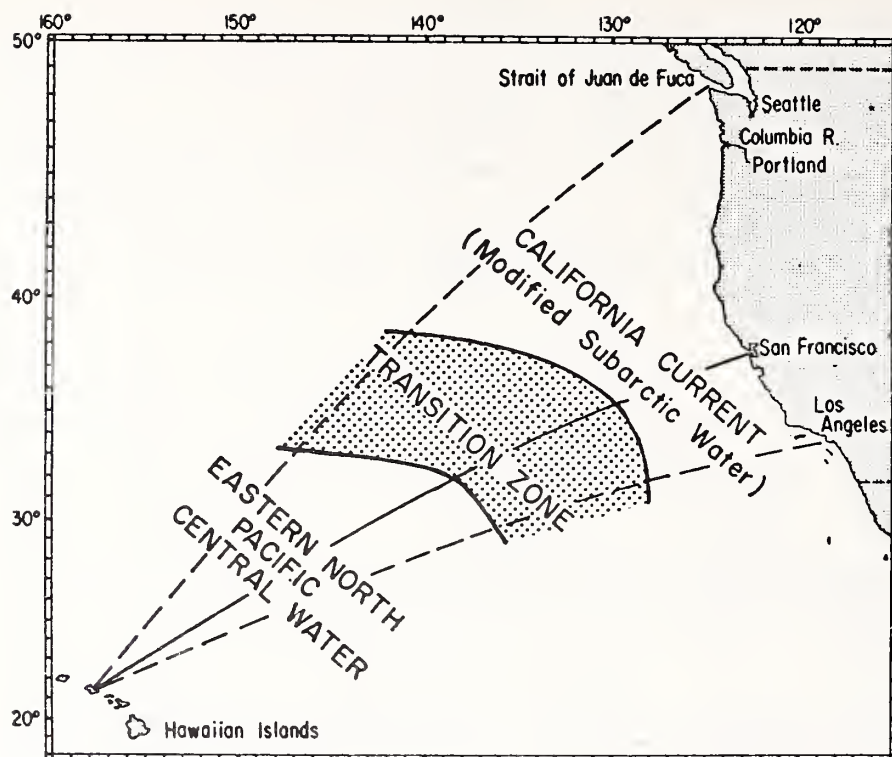 160°
150°
140°
130°
120°
50°
40°
30°
20°
Strait of Juan de Fuca
Seattle
Columbia R.
Portland
CALIFORNIA CURRENT
(Modified Subarctic Water)
San Francisco
Los
Angeles
TRANSITION ZONE
EASTERN NORTH
PACIFIC
CENTRAL WATER
Hawaiian Islands